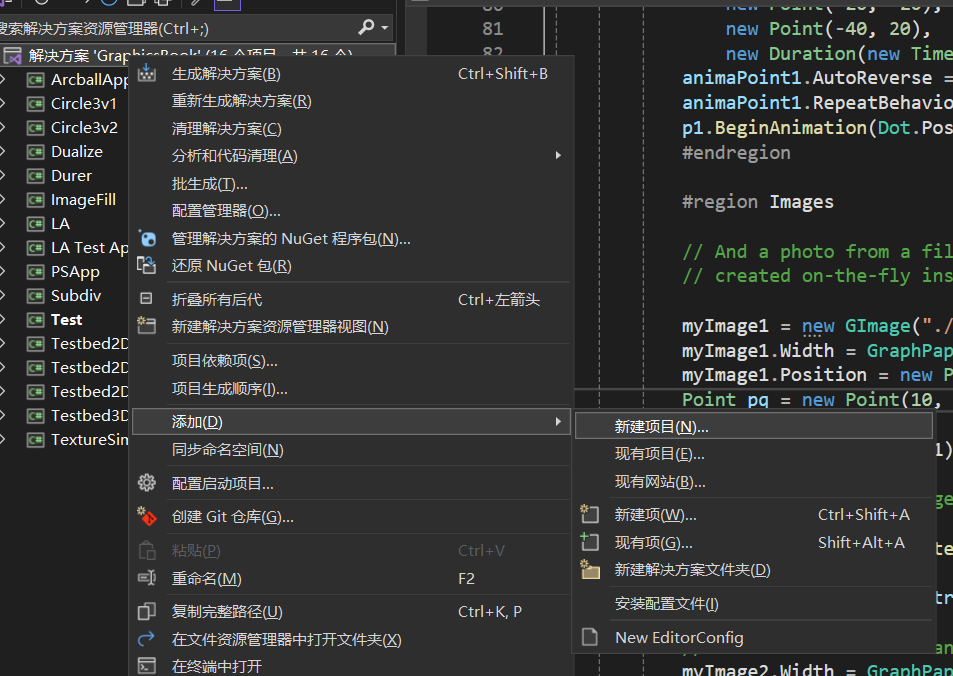 搜索解决方案资源管理器(Ctrl+;)
解决方案 'GraphicsBook' (16 个项目，共 16 个)
ArcballApp
Circle3v1
Circle3v2
Dualize
Durer
ImageFill
LA
LA Test Ap
PSApp
Subdiv
Test
Testbed2D
Testbed2D
Testbed2D
Testbed3D
TextureSim
生成解决方案(B) Ctrl+Shift+B
重新生成解决方案(R)
清理解决方案(C)
分析和代码清理(A)
批生成(T)...
配置管理器(O)...
管理解决方案的 NuGet 程序包(N)...
还原 NuGet 包(R)
折叠所有后代 Ctrl+左箭头
新建解决方案资源管理器视图(N)
项目依赖项(S)...
项目生成顺序(I)...
添加(D)
同步命名空间(N)
配置启动项目...
创建 Git 仓库(G)...
粘贴(P) Ctrl+V
重命名(M) F2
复制完整路径(U) Ctrl+K, P
在文件资源管理器中打开文件夹(X)
在终端中打开
新建项目(N)...
现有项目(E)...
现有网站(B)...
新建项(W)... Ctrl+Shift+A
现有项(G)... Shift+Alt+A
新建解决方案文件夹(D)
安装配置文件(I)
New EditorConfig
80 new Point(-20, -20),
81 new Point(-40, 20),
82 new Duration(new Time
animaPoint1.AutoReverse =
animaPoint1.RepeatBehavio
p1.BeginAnimation(Dot.Pos
#endregion
#region Images
// And a photo from a fil
// created on-the-fly ins
myImage1 = new GImage("./
myImage1.Width = GraphPap
myImage1.Position = new P
Point pq = new Point(10,
1)
ge
te
tr
an
myImage2.Width = GraphPap